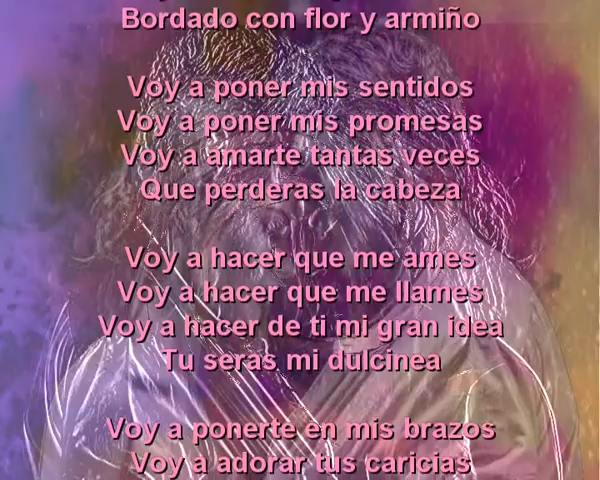 Bordado con flor y armiño
Voy a poner mis sentidos
Voy a poner mis promesas
Voy a amarte tantas veces
Que perderas la cabeza
Voy a hacer que me ames
Voy a hacer que me llames
Voy a hacer de ti mi gran idea
Tu seras mi dulcinea
Voy a ponerte en mis brazos
Voy a adorar tus caricias